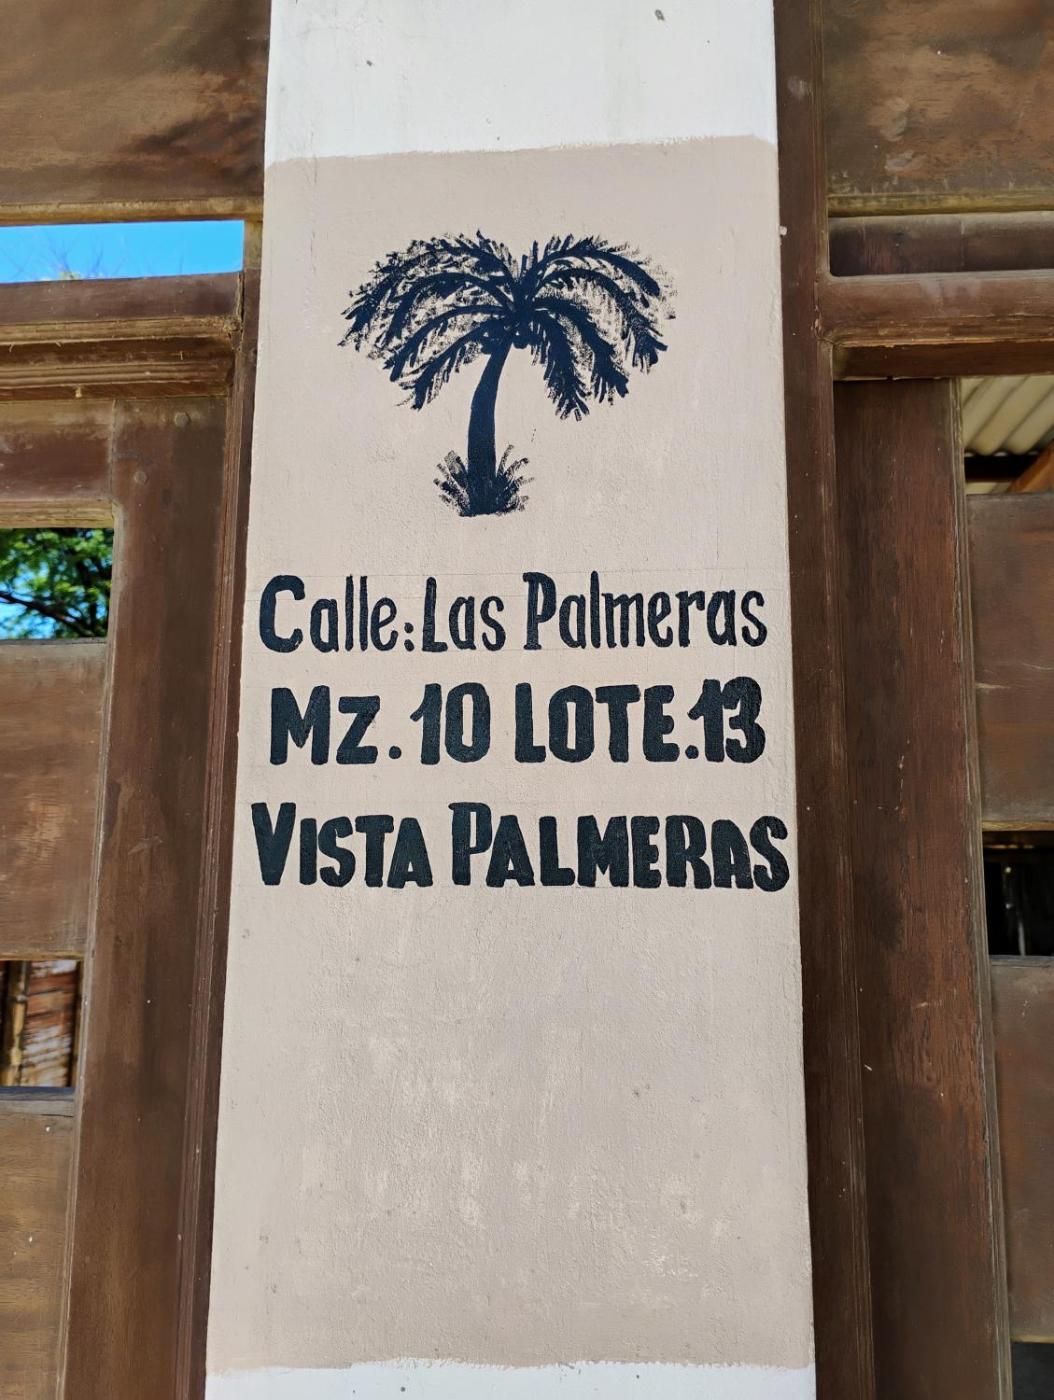 Calle: Las Palmeras
Mz. 10 LOTE. 13
VISTA PALMERAS